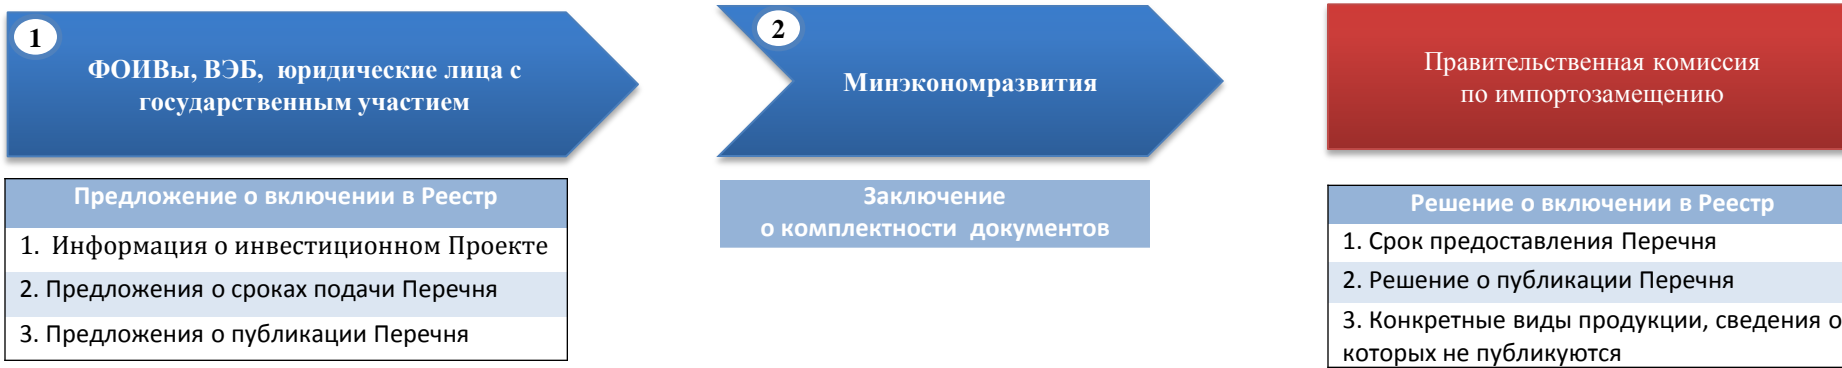 1
ФОИВы, ВЭБ, юридические лица с
государственным участием
Предложение о включении в Реестр
1. Информация о инвестиционном Проекте
2. Предложения о сроках подачи Перечня
3. Предложения о публикации Перечня
2
Минэкономразвития
Заключение
о комплектности документов
Правительственная комиссия
по импортозамещению
Решение о включении в Реестр
1. Срок предоставления Перечня
2. Решение о публикации Перечня
3. Конкретные виды продукции, сведения о
которых не публикуются